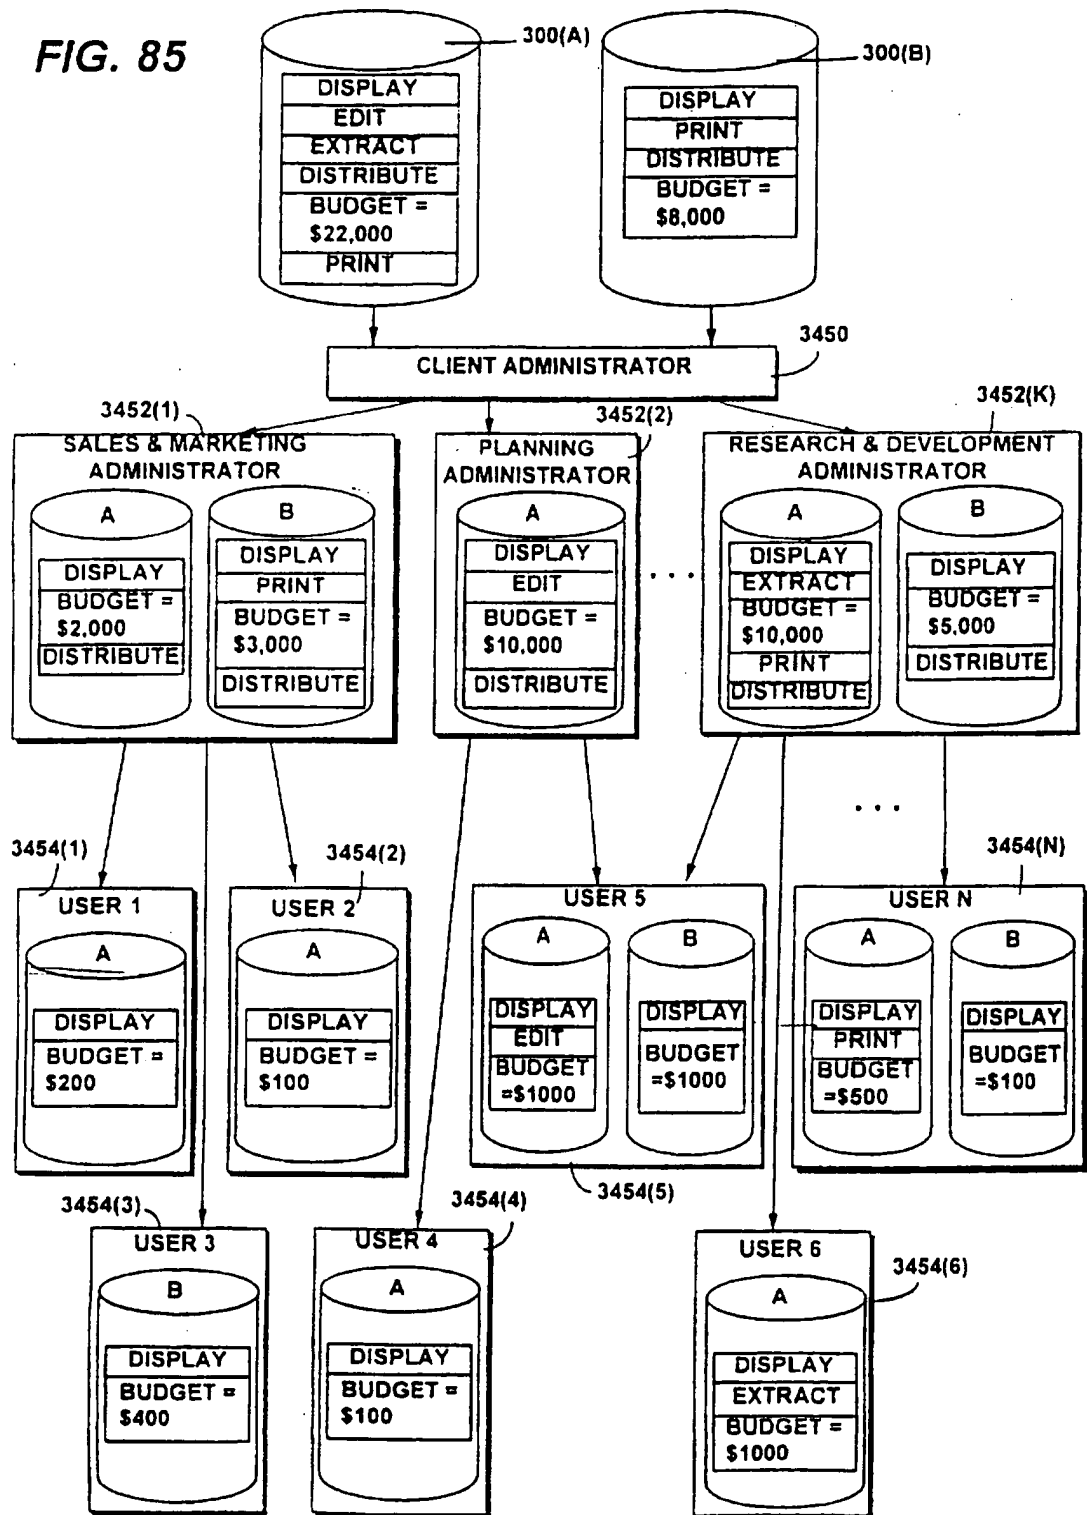 FIG. 85
300(A)
DISPLAY
EDIT
EXTRACT
DISTRIBUTE
BUDGET =
$22,000
PRINT
300(B)
DISPLAY
PRINT
DISTRIBUTE
BUDGET =
$8,000
CLIENT ADMINISTRATOR
3450
3452(1)
SALES & MARKETING
ADMINISTRATOR
A
DISPLAY
BUDGET =
$2,000
DISTRIBUTE
B
DISPLAY
PRINT
BUDGET =
$3,000
DISTRIBUTE
3452(2)
PLANNING
ADMINISTRATOR
A
DISPLAY
EDIT
BUDGET =
$10,000
DISTRIBUTE
. . .
3452(K)
RESEARCH & DEVELOPMENT
ADMINISTRATOR
A
DISPLAY
EXTRACT
BUDGET =
$10,000
PRINT
DISTRIBUTE
B
DISPLAY
BUDGET =
$5,000
DISTRIBUTE
. . .
3454(1)
USER 1
A
DISPLAY
BUDGET =
$200
3454(2)
USER 2
A
DISPLAY
BUDGET =
$100
USER 5
A
DISPLAY
EDIT
BUDGET
=$1000
B
DISPLAY
BUDGET
=$1000
3454(5)
3454(N)
USER N
A
DISPLAY
PRINT
BUDGET
=$500
B
DISPLAY
BUDGET
=$100
3454(3)
USER 3
B
DISPLAY
BUDGET =
$400
3454(4)
USER 4
A
DISPLAY
BUDGET =
$100
3454(6)
USER 6
A
DISPLAY
EXTRACT
BUDGET =
$1000